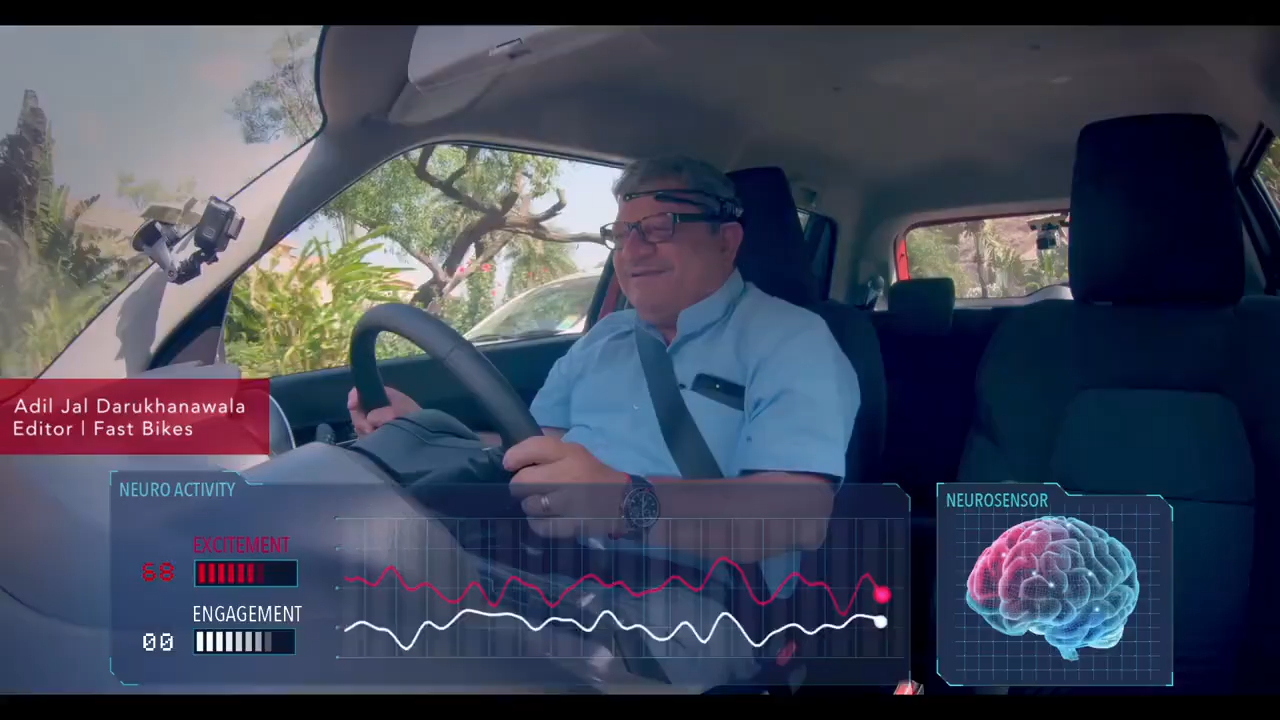 Adil Jal Darukhanawala
Editor | Fast Bikes
NEURO ACTIVITY
EXCITEMENT
68
ENGAGEMENT
00
NEUROSENSOR